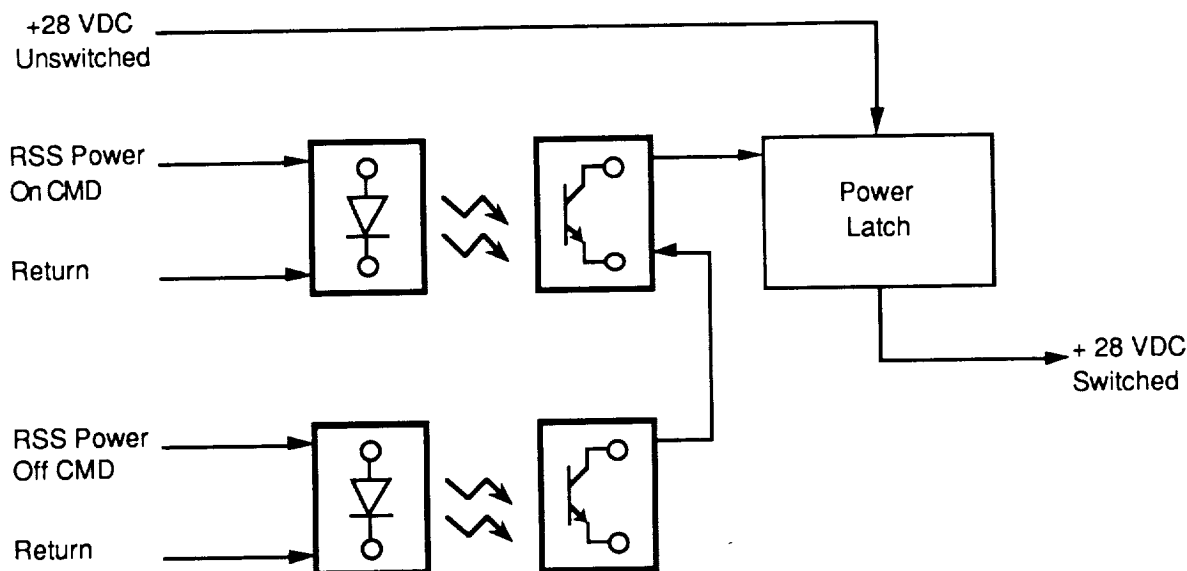 +28 VDC
Unswitched
RSS Power
On CMD
Return
Power
Latch
+ 28 VDC
Switched
RSS Power
Off CMD
Return